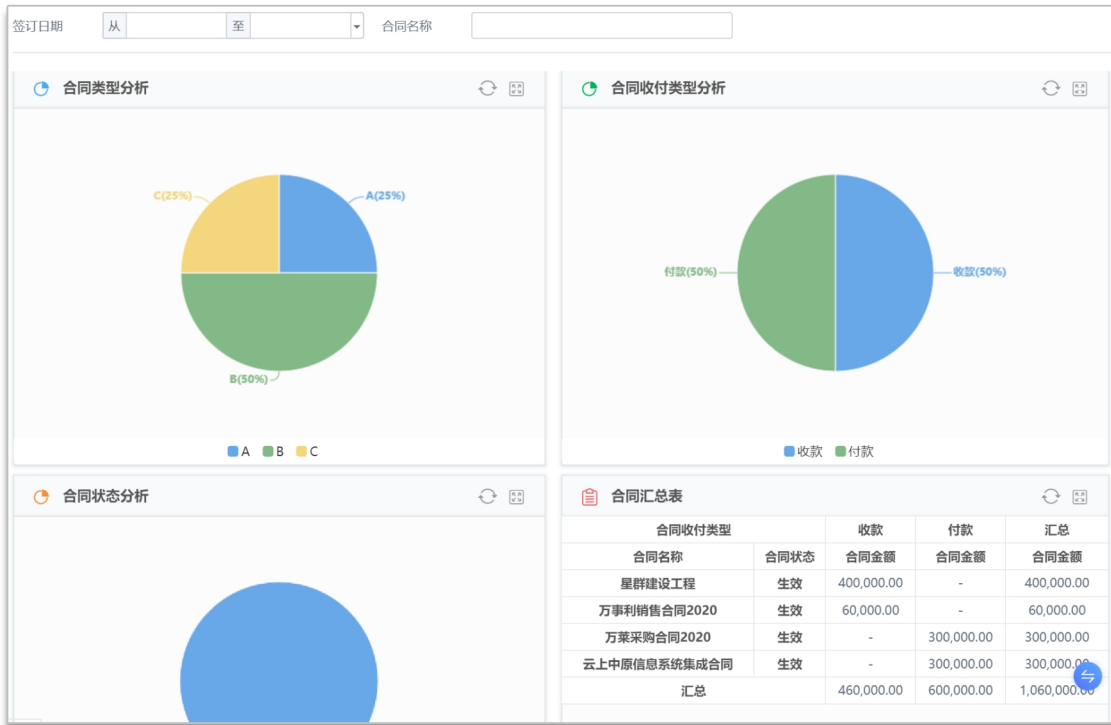 签订日期 从 至 合同名称
合同类型分析
C(25%)
A(25%)
B(50%)
A B C
合同收付类型分析
付款(50%)
收款(50%)
收款 付款
合同状态分析
合同汇总表
合同收付类型 收款 付款 汇总
合同名称 合同状态 合同金额 合同金额 合同金额
星群建设工程 生效 400,000.00 - 400,000.00
万事利销售合同2020 生效 60,000.00 - 60,000.00
万莱采购合同2020 生效 - 300,000.00 300,000.00
云上中原信息系统集成合同 生效 - 300,000.00 300,000.00
汇总 460,000.00 600,000.00 1,060,000.00